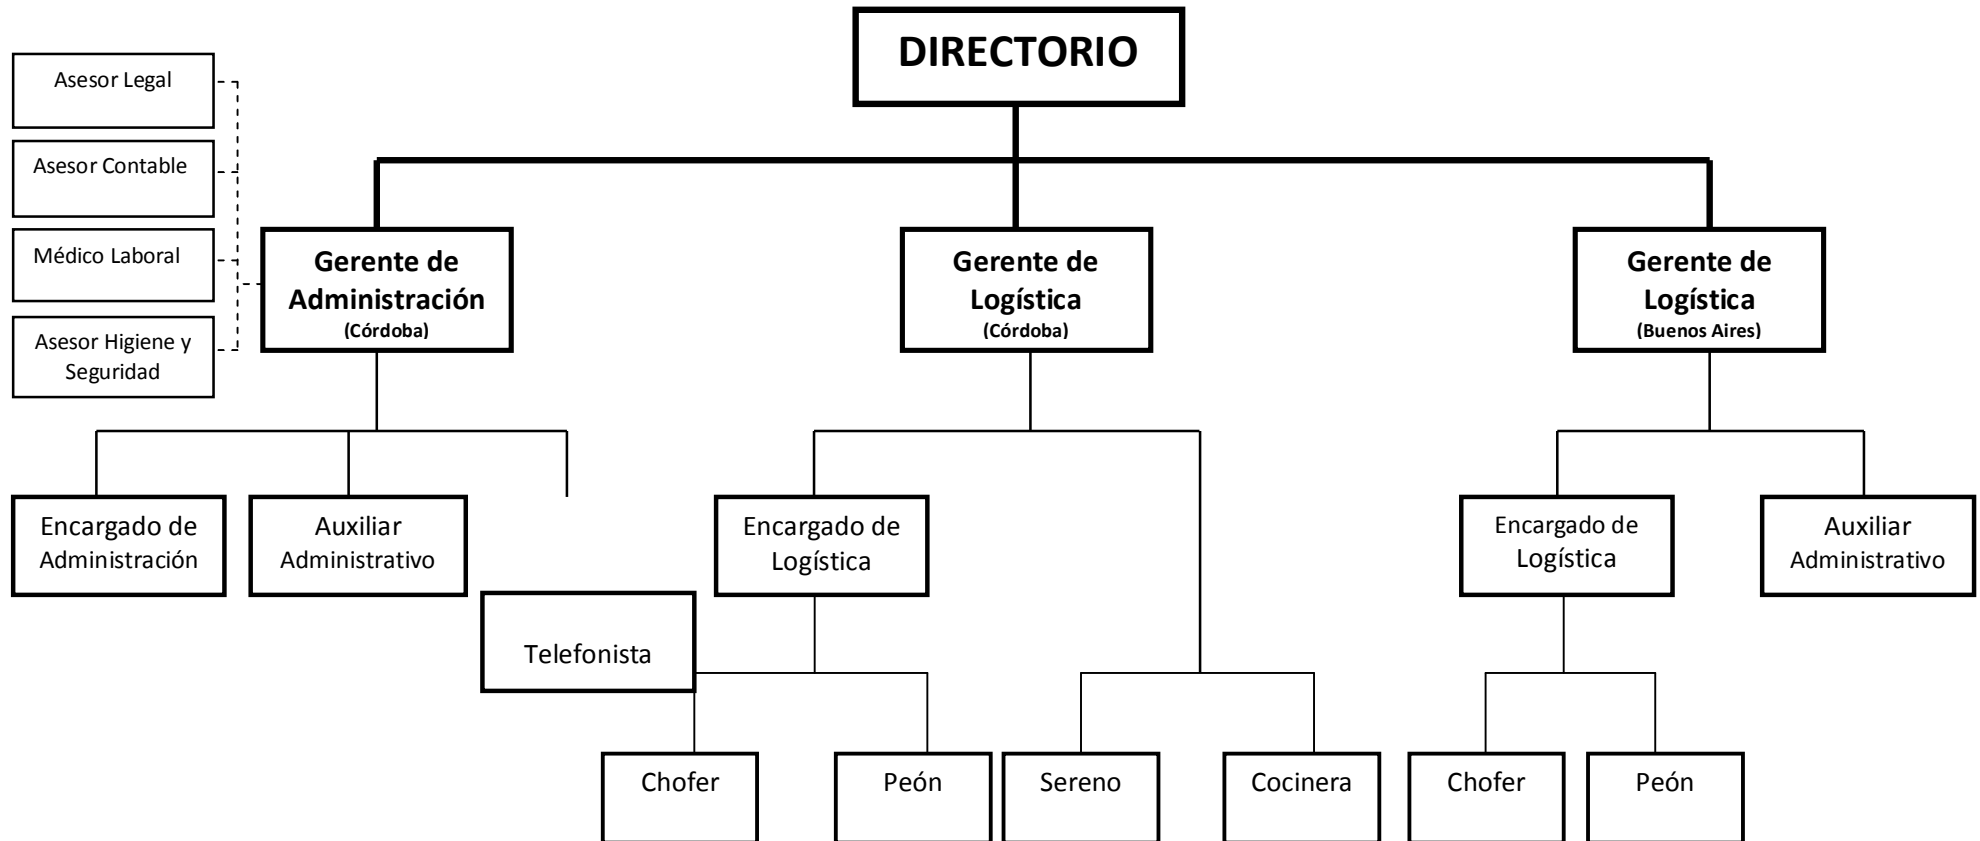 DIRECTORIO
Asesor Legal
Asesor Contable
Médico Laboral
Asesor Higiene y
Seguridad
Gerente de
Administración
(Córdoba)
Gerente de
Logística
(Córdoba)
Gerente de
Logística
(Buenos Aires)
Encargado de
Administración
Auxiliar
Administrativo
Telefonista
Encargado de
Logística
Encargado de
Logística
Auxiliar
Administrativo
Chofer
Peón
Sereno
Cocinera
Chofer
Peón